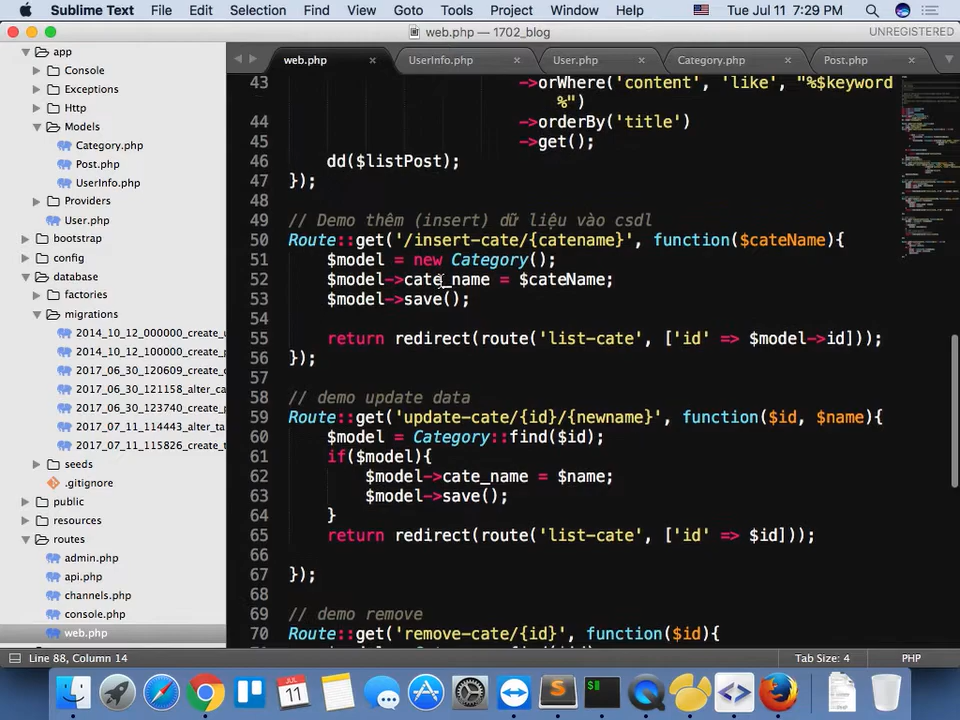 Sublime Text File Edit Selection Find View Goto Tools Project Window Help Tue Jul 11 7:29 PM
web.php — 1702_blog UNREGISTERED
web.php × UserInfo.php × User.php × Category.php × Post.php ×
app
Console
Exceptions
Http
Models
Category.php
Post.php
UserInfo.php
Providers
User.php
bootstrap
config
database
factories
migrations
2014_10_12_000000_create_u
2014_10_12_100000_create_p
2017_06_30_120609_create_c
2017_06_30_121158_alter_ca
2017_06_30_123740_create_p
2017_07_11_114443_alter_ta
2017_07_11_115826_create_t
seeds
.gitignore
public
resources
routes
admin.php
api.php
channels.php
console.php
web.php
43 ->orWhere('content', 'like', "%$keyword
%")
44 ->orderBy('title')
45 ->get();
46 dd($listPost);
47 });
48
49 // Demo thêm (insert) dữ liệu vào csdl
50 Route::get('/insert-cate/{catename}', function($cateName){
51 $model = new Category();
52 $model->cate_name = $cateName;
53 $model->save();
54
55 return redirect(route('list-cate', ['id' => $model->id]));
56 });
57
58 // demo update data
59 Route::get('update-cate/{id}/{newname}', function($id, $name){
60 $model = Category::find($id);
61 if($model){
62 $model->cate_name = $name;
63 $model->save();
64 }
65 return redirect(route('list-cate', ['id' => $id]));
66
67 });
68
69 // demo remove
70 Route::get('remove-cate/{id}', function($id){
Line 88, Column 14 Tab Size: 4 PHP
JUL
11